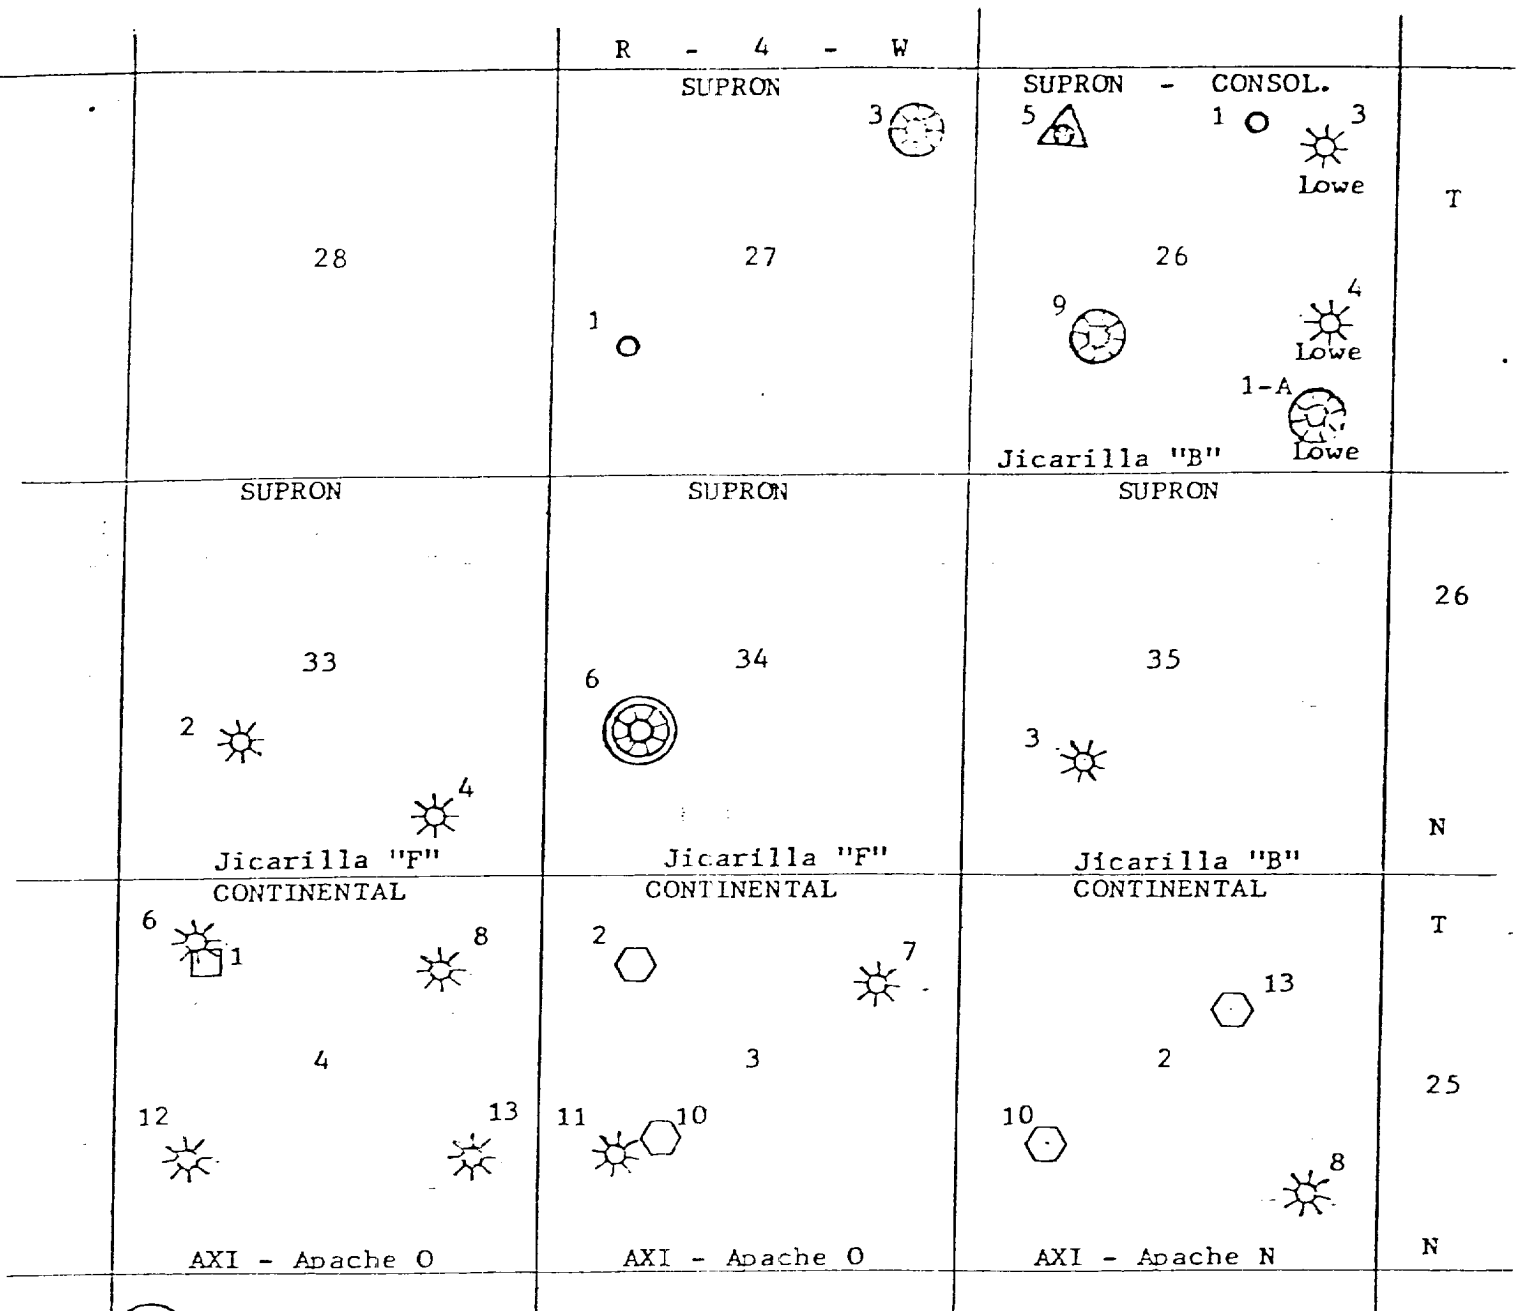 R - 4 - W
SUPRON
SUPRON - CONSOL.
3
5
1
3
Lowe
T
28
27
26
1
9
4
Lowe
1-A
Lowe
Jicarilla "B"
SUPRON
SUPRON
SUPRON
26
33
34
35
6
2
3
4
N
Jicarilla "F"
Jicarilla "F"
Jicarilla "B"
CONTINENTAL
CONTINENTAL
CONTINENTAL
6
1
8
2
7
13
T
4
3
2
25
12
13
11
10
10
8
AXI - Apache O
AXI - Apache O
AXI - Apache N
N